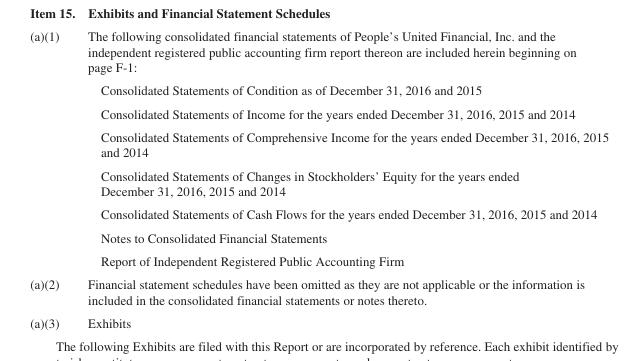 Item 15. Exhibits and Financial Statement Schedules
(a)(1) The following consolidated financial statements of People’s United Financial, Inc. and the
independent registered public accounting firm report thereon are included herein beginning on
page F-1:
Consolidated Statements of Condition as of December 31, 2016 and 2015
Consolidated Statements of Income for the years ended December 31, 2016, 2015 and 2014
Consolidated Statements of Comprehensive Income for the years ended December 31, 2016, 2015
and 2014
Consolidated Statements of Changes in Stockholders’ Equity for the years ended
December 31, 2016, 2015 and 2014
Consolidated Statements of Cash Flows for the years ended December 31, 2016, 2015 and 2014
Notes to Consolidated Financial Statements
Report of Independent Registered Public Accounting Firm
(a)(2) Financial statement schedules have been omitted as they are not applicable or the information is
included in the consolidated financial statements or notes thereto.
(a)(3) Exhibits
The following Exhibits are filed with this Report or are incorporated by reference. Each exhibit identified by